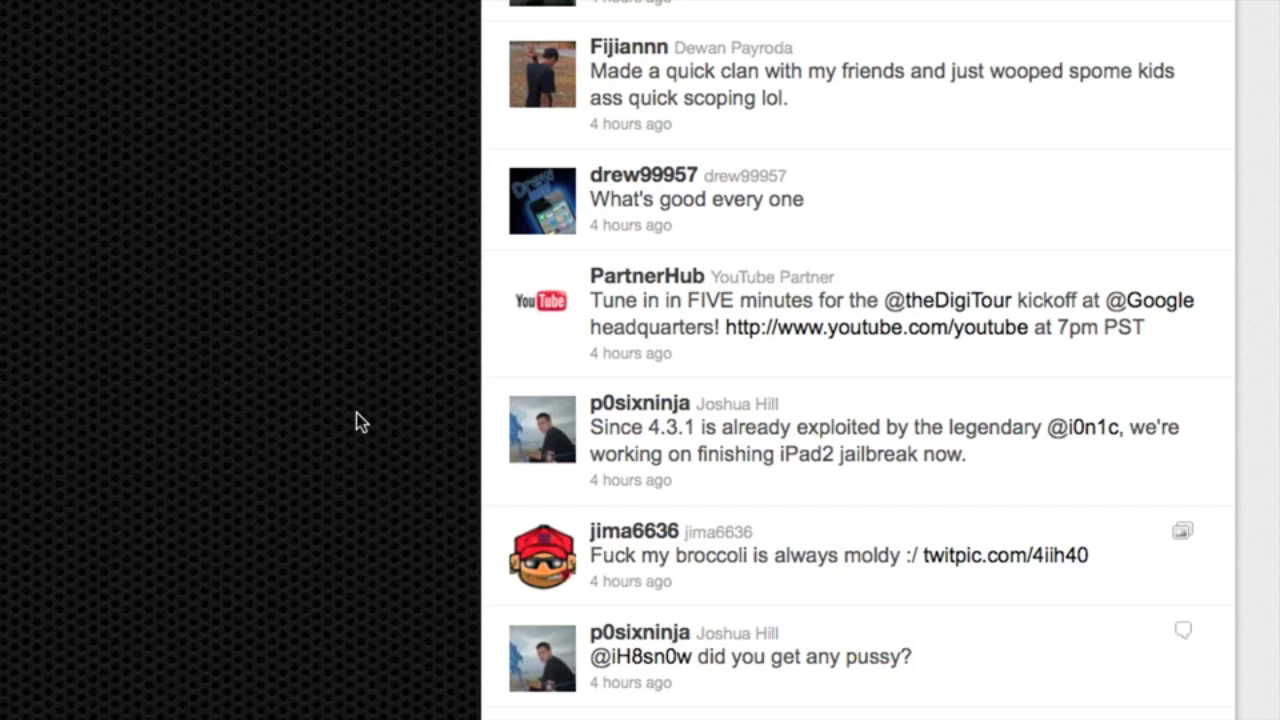 4 hours ago
Fijiannn Dewan Payroda
Made a quick clan with my friends and just wooped spome kids
ass quick scoping lol.
4 hours ago
drew99957 drew99957
What's good every one
4 hours ago
PartnerHub YouTube Partner
You Tube
Tune in in FIVE minutes for the @theDigiTour kickoff at @Google
headquarters! http://www.youtube.com/youtube at 7pm PST
4 hours ago
p0sixninja Joshua Hill
Since 4.3.1 is already exploited by the legendary @i0n1c, we're
working on finishing iPad2 jailbreak now.
4 hours ago
jima6636 jima6636
Fuck my broccoli is always moldy :/ twitpic.com/4iih40
4 hours ago
p0sixninja Joshua Hill
@iH8sn0w did you get any pussy?
4 hours ago